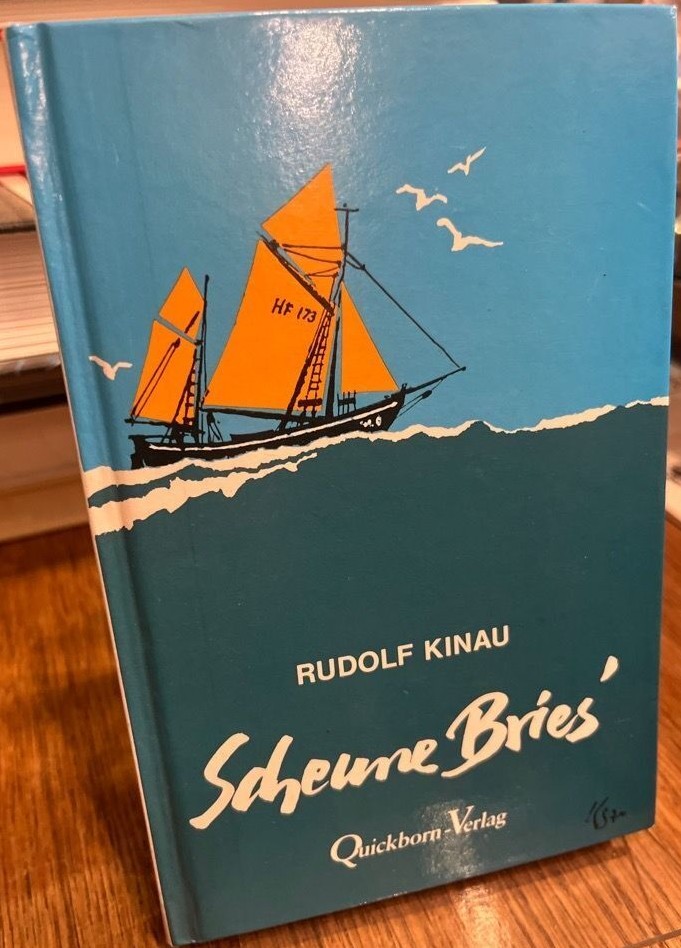 HF 173
RUDOLF KINAU
Scheune Bries'
Quickborn-Verlag